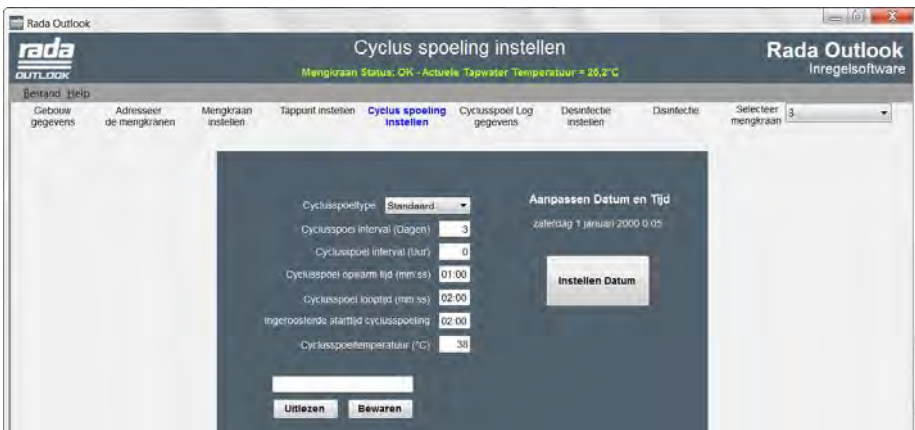 Rada Outlook
rada
OUTLOOK
Cyclus spoeling instellen
Mengkraan Status: OK - Actuele Tapwater Temperatuur = 26,2°C
Rada Outlook
Inregelsoftware
Bestand Help
Gebouw gegevens
Adresseer de mengkranen
Mengkraan instellen
Tappunt instellen
Cyclus spoeling instellen
Cyclusspoel Log gegevens
Desinfectie instellen
Disinfectie
Selecteer mengkraan 3
Cyclusspoeltype Standaard
Cyclusspoel interval (Dagen) 3
Cyclusspoel interval (Uur) 0
Cyclusspoel opwarm tijd (mm:ss) 01:00
Cyclusspoel looptijd (mm:ss) 02:00
Ingeroosterde starttijd cyclusspoeling 02:00
Cyclusspoeltemperatuur (°C) 38
Aanpassen Datum en Tijd
zaterdag 1 januari 2000 0:05
Instellen Datum
Uitlezen Bewaren